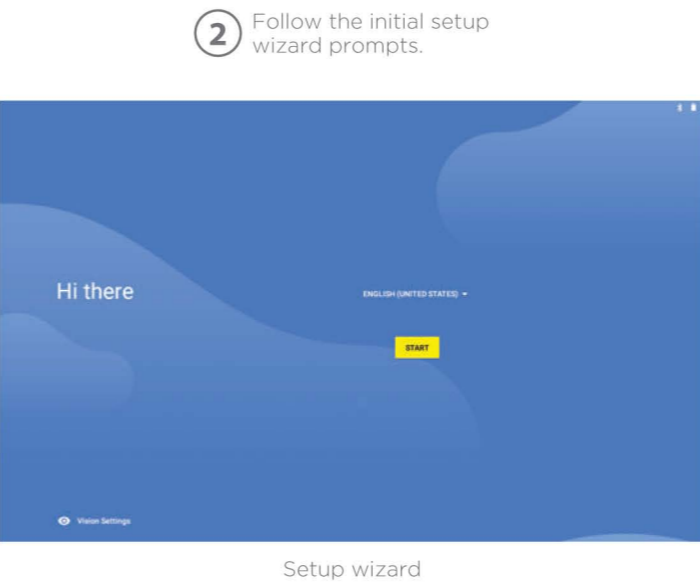 2 Follow the initial setup
wizard prompts.
Hi there
ENGLISH (UNITED STATES)
START
Vision Settings
Setup wizard